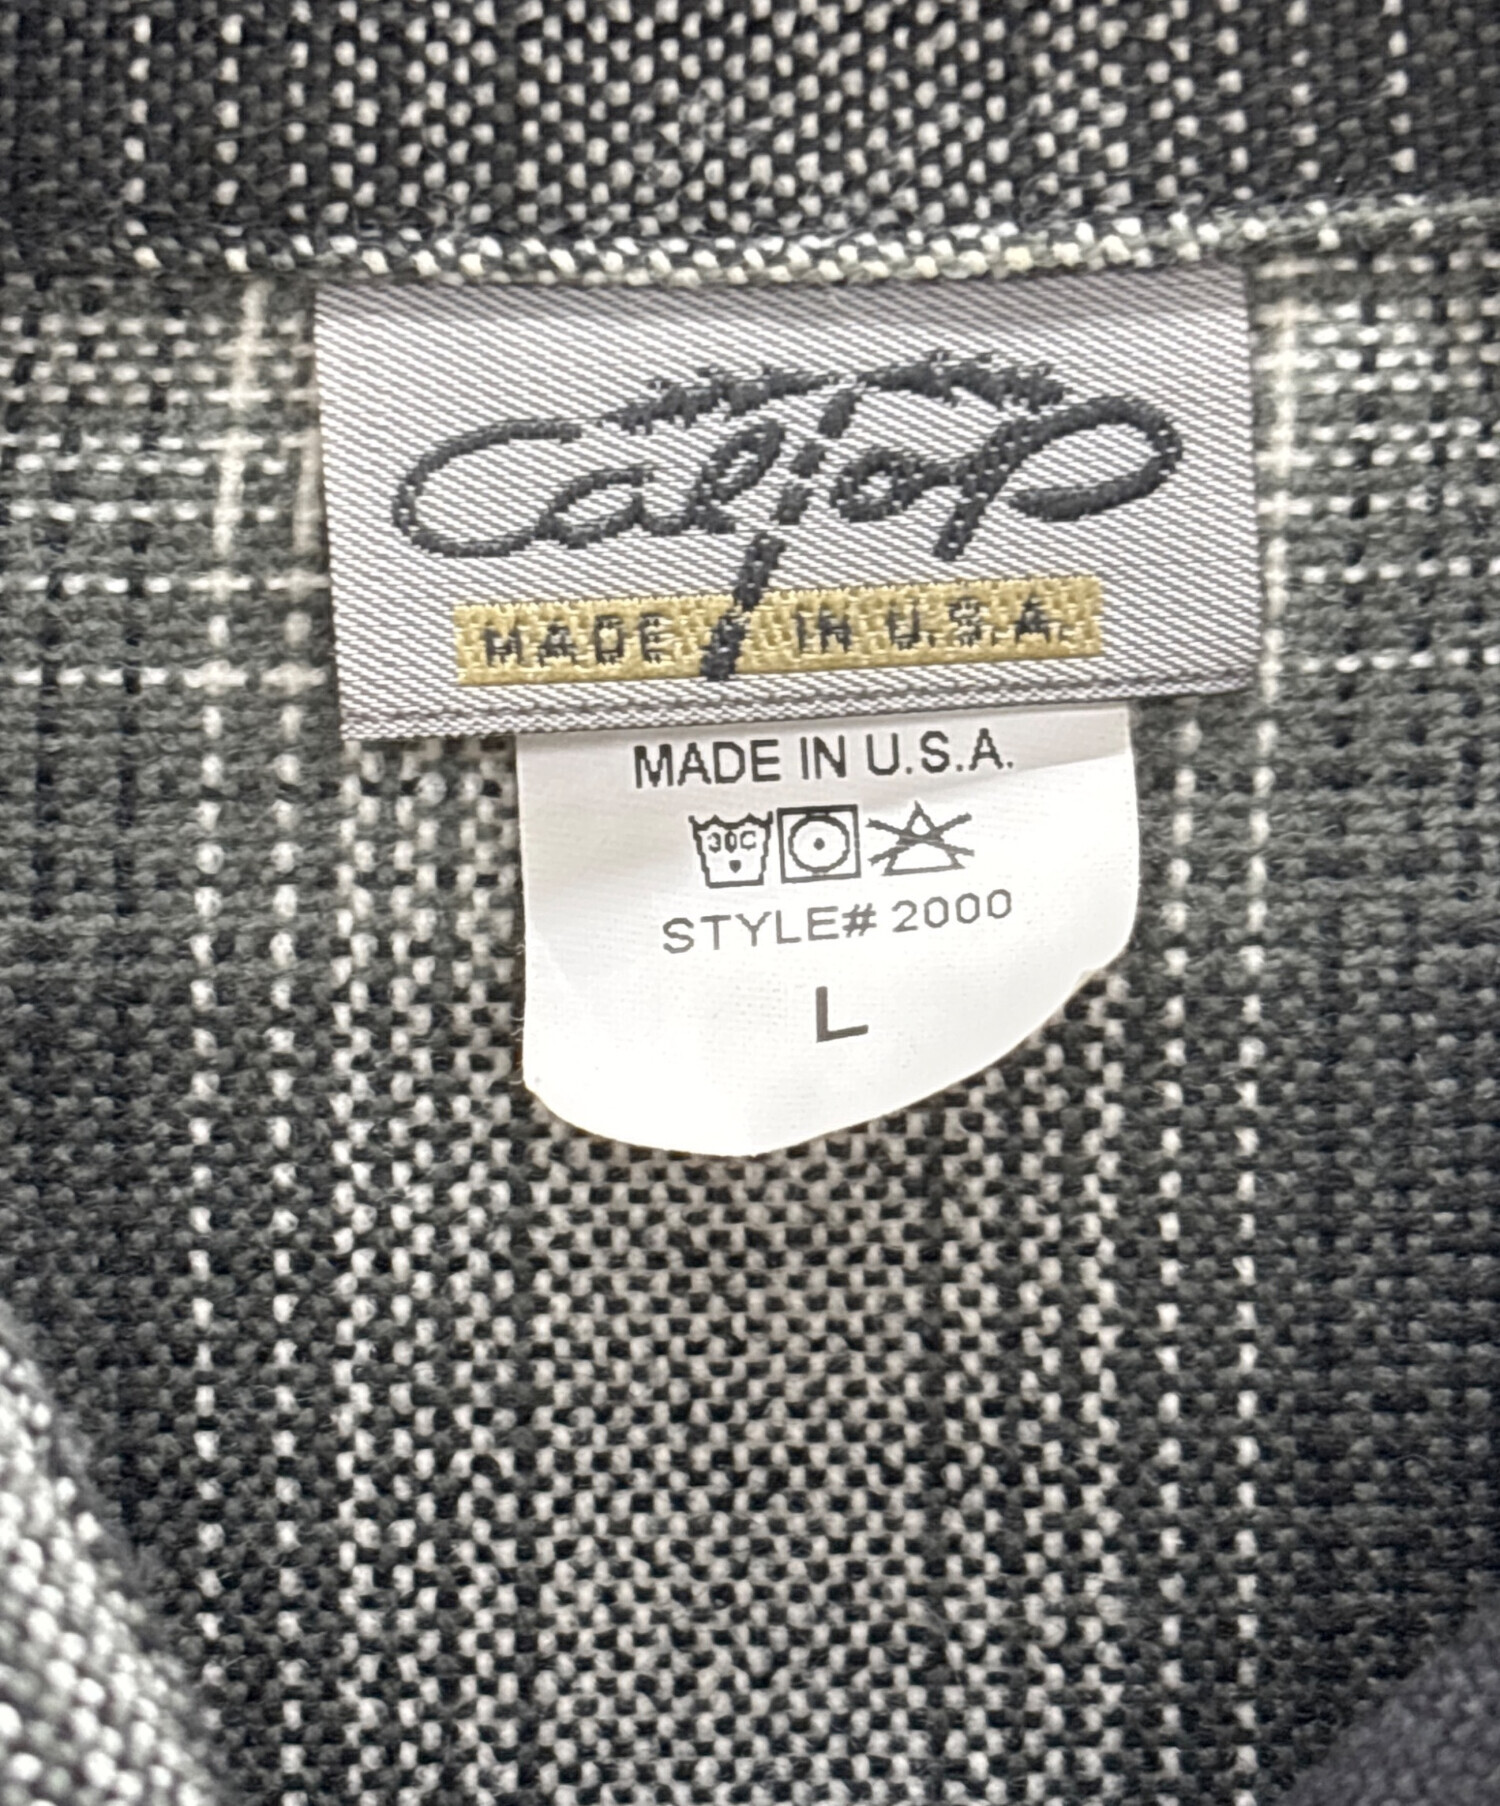 Caliop
MADE IN U.S.A.
MADE IN U.S.A.
30C
STYLE# 2000
L